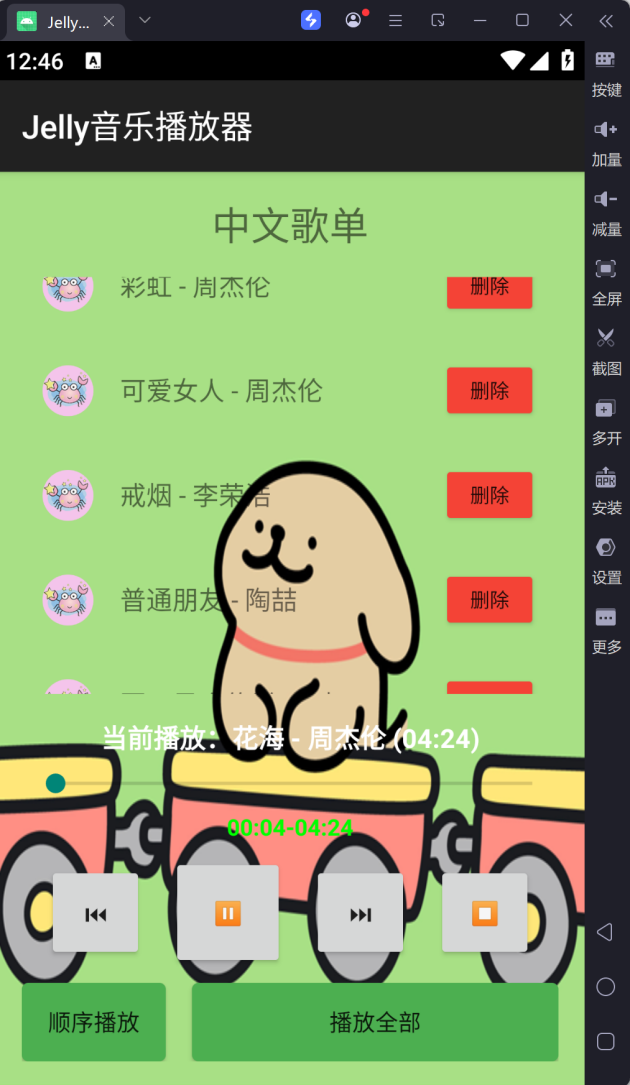 Jelly...
12:46
A
Jelly音乐播放器
中文歌单
彩虹 - 周杰伦
删除
可爱女人 - 周杰伦
删除
戒烟 - 李荣浩
删除
普通朋友 - 陶喆
删除
当前播放：花海 - 周杰伦 (04:24)
00:04-04:24
顺序播放
播放全部
按键
加量
减量
全屏
截图
多开
APK
安装
设置
更多